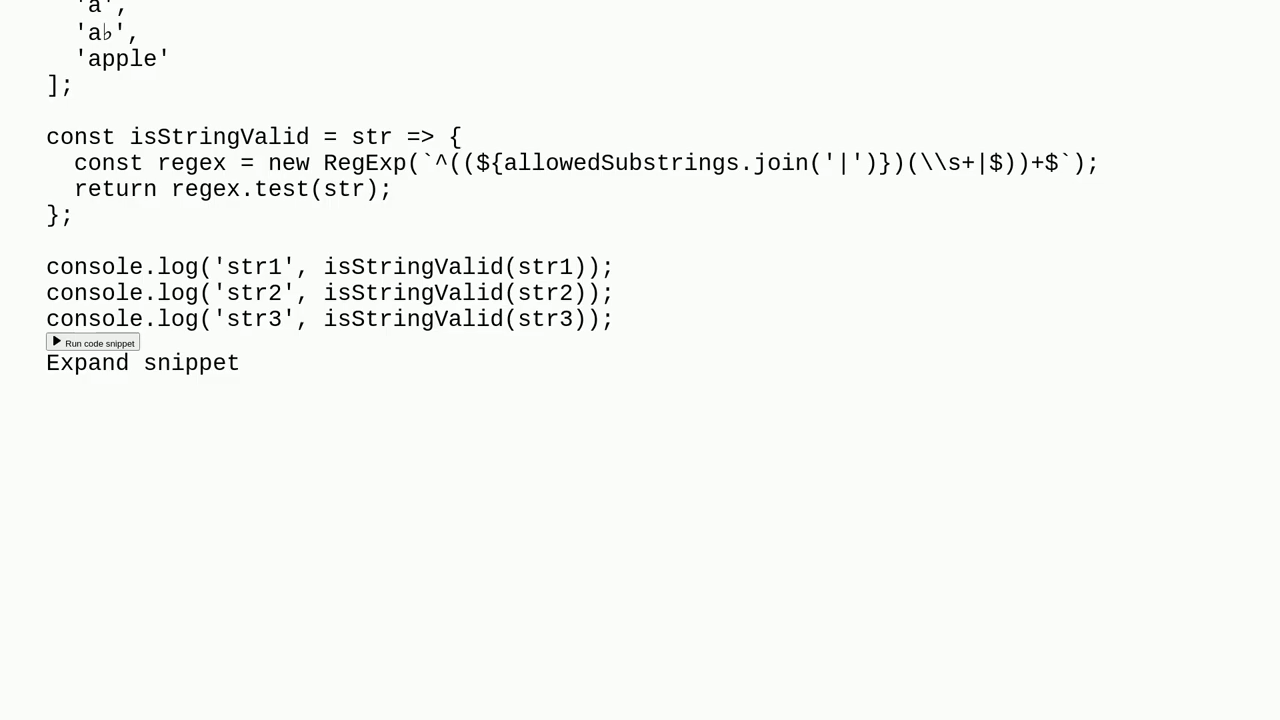 'a',
'a♭',
'apple'
];
const isStringValid = str => {
const regex = new RegExp(`^((${allowedSubstrings.join('|')})(\\s+|$))+$`);
return regex.test(str);
};
console.log('str1', isStringValid(str1));
console.log('str2', isStringValid(str2));
console.log('str3', isStringValid(str3));
Run code snippet
Expand snippet